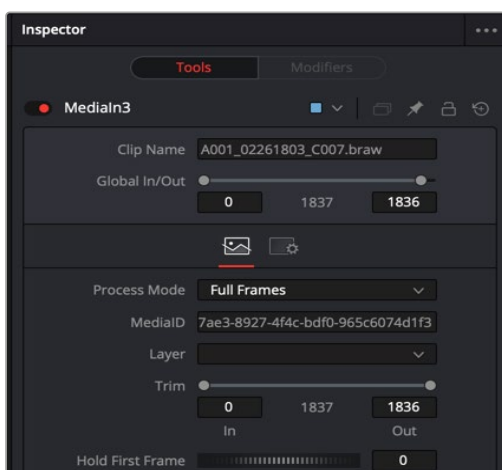 Inspector
Tools Modifiers
MediaIn3
Clip Name A001_02261803_C007.braw
Global In/Out
0 1837 1836
Process Mode Full Frames
MediaID 7ae3-8927-4f4c-bdf0-965c6074d1f3
Layer
Trim
0 1837 1836
In Out
Hold First Frame 0